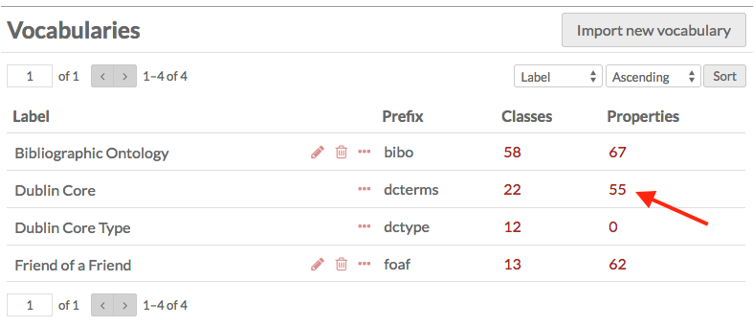 Vocabularies Import new vocabulary
1 of 1 < > 1–4 of 4 Label Ascending Sort
Label Prefix Classes Properties
Bibliographic Ontology bibo 58 67
Dublin Core dcterms 22 55
Dublin Core Type dctype 12 0
Friend of a Friend foaf 13 62
1 of 1 < > 1–4 of 4